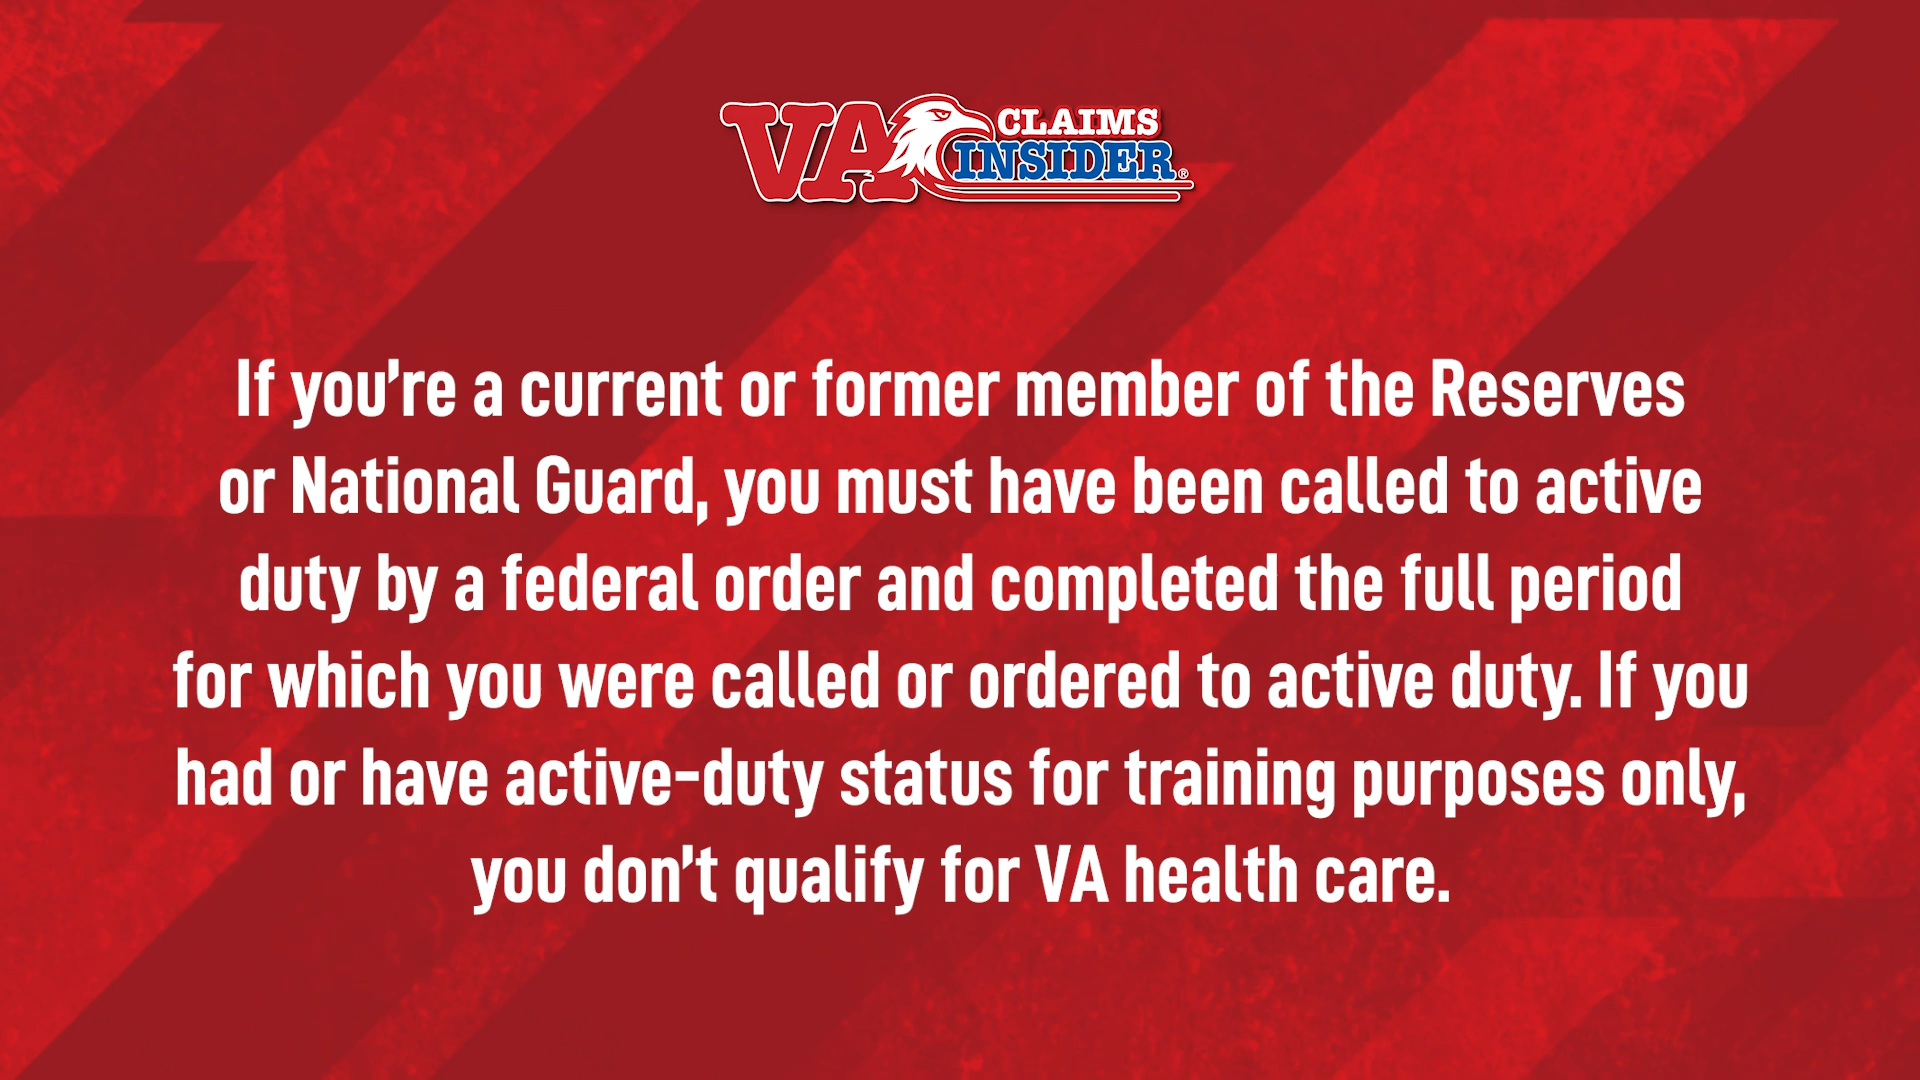 VA CLAIMS
INSIDER®
If you’re a current or former member of the Reserves
or National Guard, you must have been called to active
duty by a federal order and completed the full period
for which you were called or ordered to active duty. If you
had or have active-duty status for training purposes only,
you don’t qualify for VA health care.